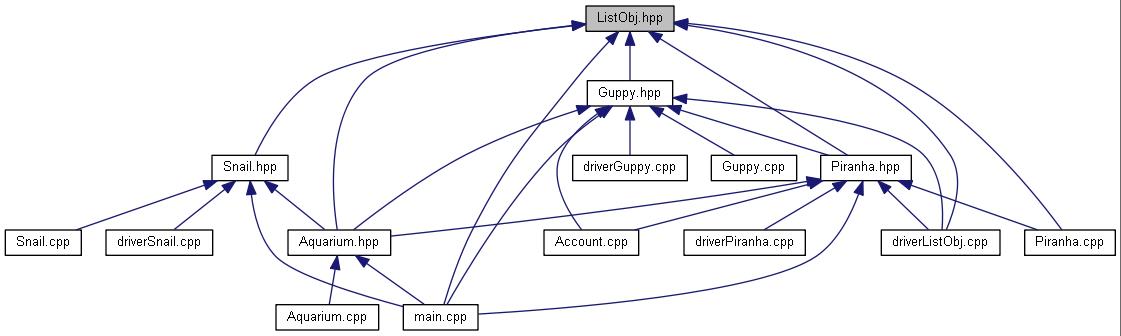 ListObj.hpp
Guppy.hpp
Snail.hpp
driverGuppy.cpp
Guppy.cpp
Piranha.hpp
Snail.cpp
driverSnail.cpp
Aquarium.hpp
Account.cpp
driverPiranha.cpp
driverListObj.cpp
Piranha.cpp
Aquarium.cpp
main.cpp